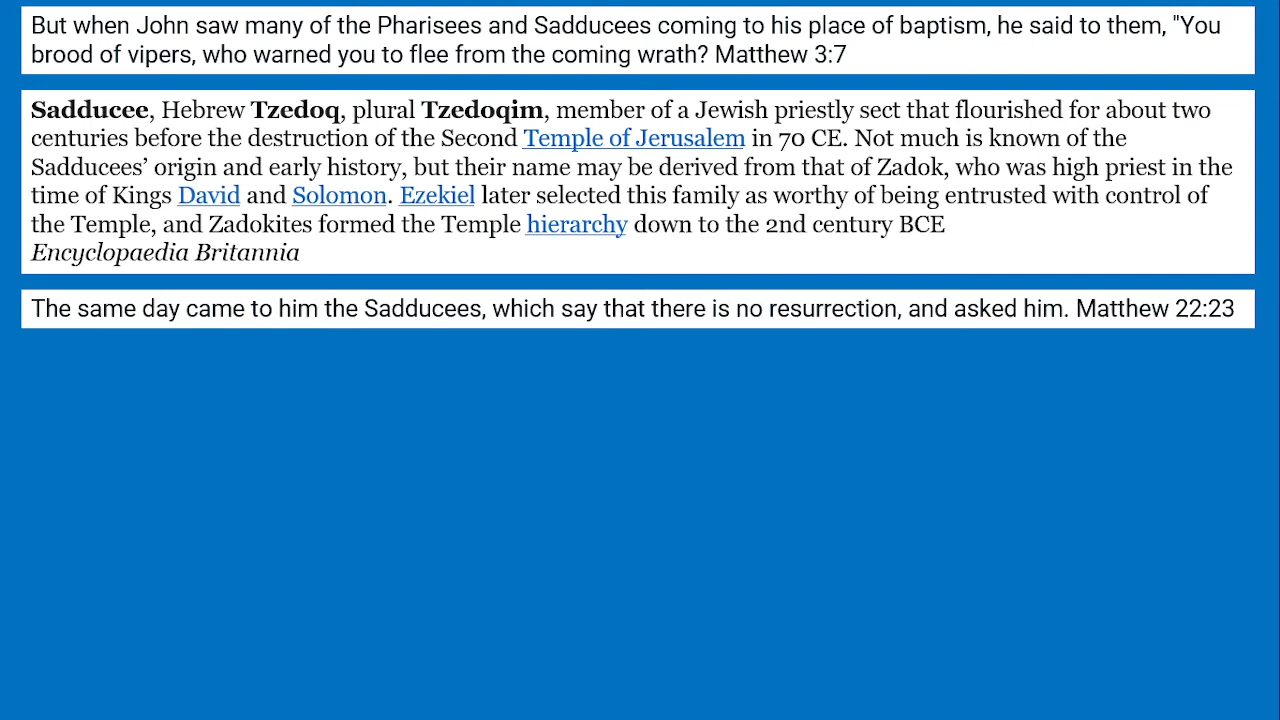 But when John saw many of the Pharisees and Sadducees coming to his place of baptism, he said to them, "You
brood of vipers, who warned you to flee from the coming wrath? Matthew 3:7
Sadducee, Hebrew Tzedoq, plural Tzedoqim, member of a Jewish priestly sect that flourished for about two
centuries before the destruction of the Second Temple of Jerusalem in 70 CE. Not much is known of the
Sadducees’ origin and early history, but their name may be derived from that of Zadok, who was high priest in the
time of Kings David and Solomon. Ezekiel later selected this family as worthy of being entrusted with control of
the Temple, and Zadokites formed the Temple hierarchy down to the 2nd century BCE
Encyclopaedia Britannia
The same day came to him the Sadducees, which say that there is no resurrection, and asked him. Matthew 22:23